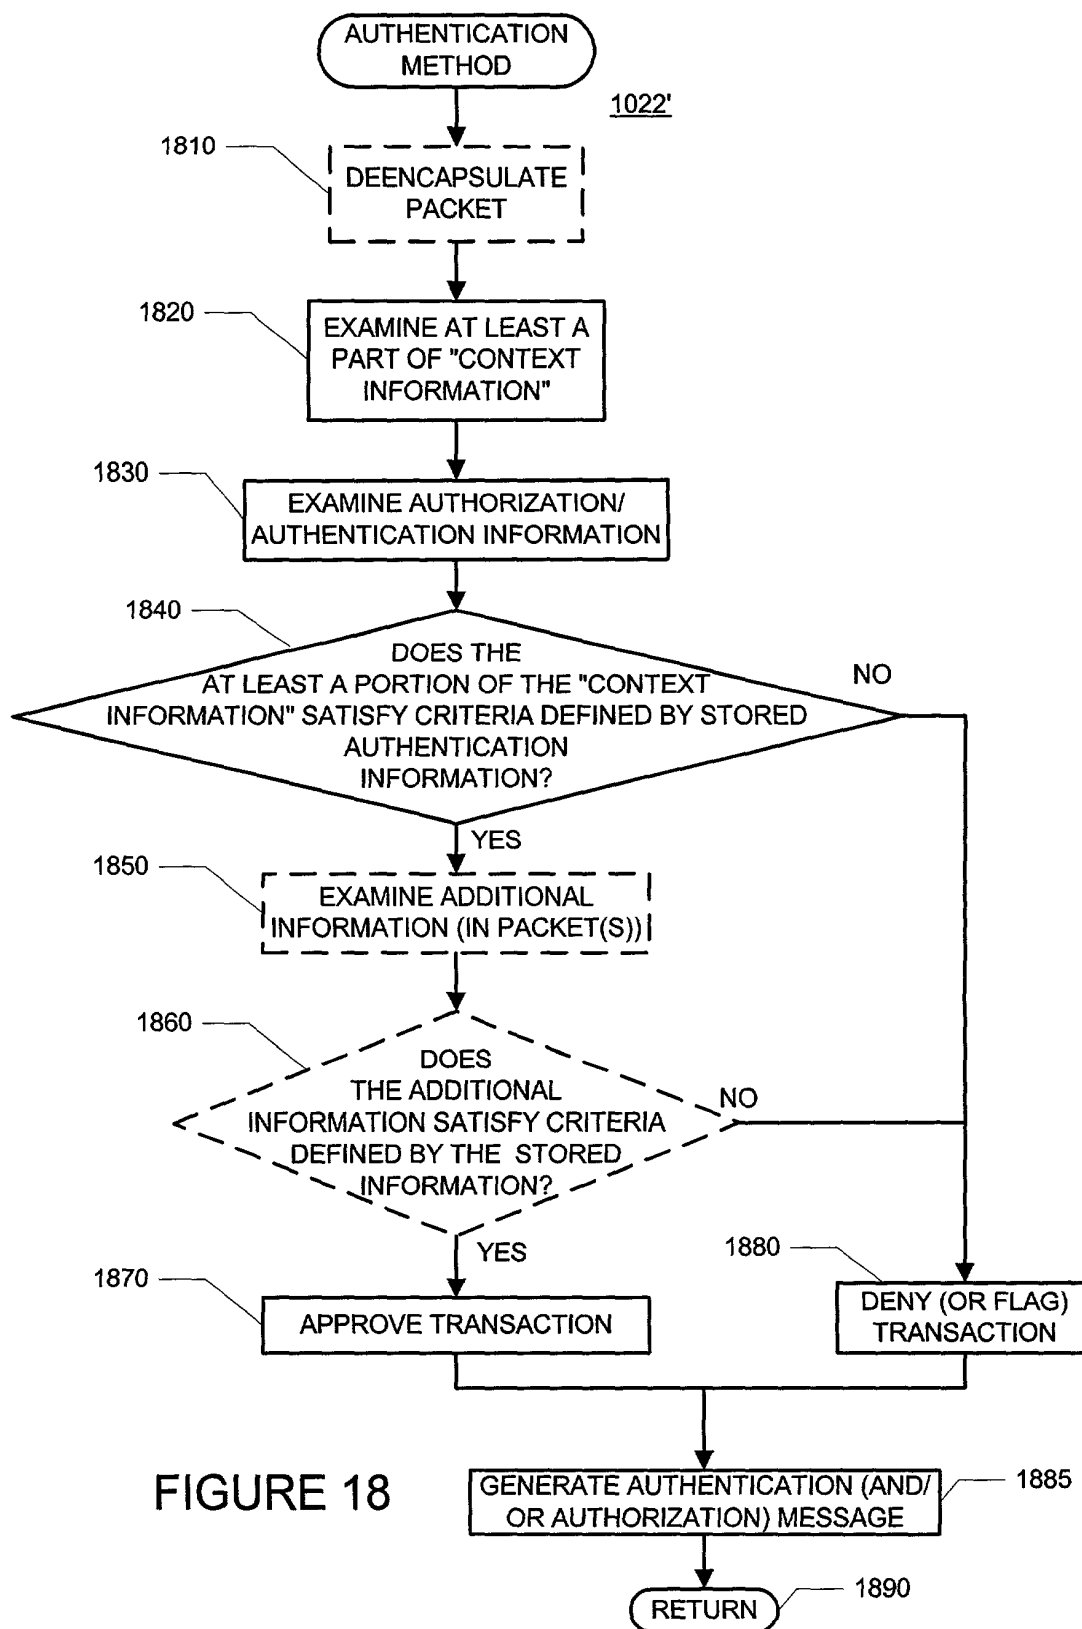 AUTHENTICATION
METHOD
1022'
1810
DEENCAPSULATE
PACKET
1820
EXAMINE AT LEAST A
PART OF "CONTEXT
INFORMATION"
1830
EXAMINE AUTHORIZATION/
AUTHENTICATION INFORMATION
1840
DOES THE
AT LEAST A PORTION OF THE "CONTEXT
INFORMATION" SATISFY CRITERIA DEFINED BY STORED
AUTHENTICATION
INFORMATION?
NO
YES
1850
EXAMINE ADDITIONAL
INFORMATION (IN PACKET(S))
1860
DOES
THE ADDITIONAL
INFORMATION SATISFY CRITERIA
DEFINED BY THE STORED
INFORMATION?
NO
YES
1870
APPROVE TRANSACTION
1880
DENY (OR FLAG)
TRANSACTION
FIGURE 18
GENERATE AUTHENTICATION (AND/
OR AUTHORIZATION) MESSAGE
1885
RETURN
1890